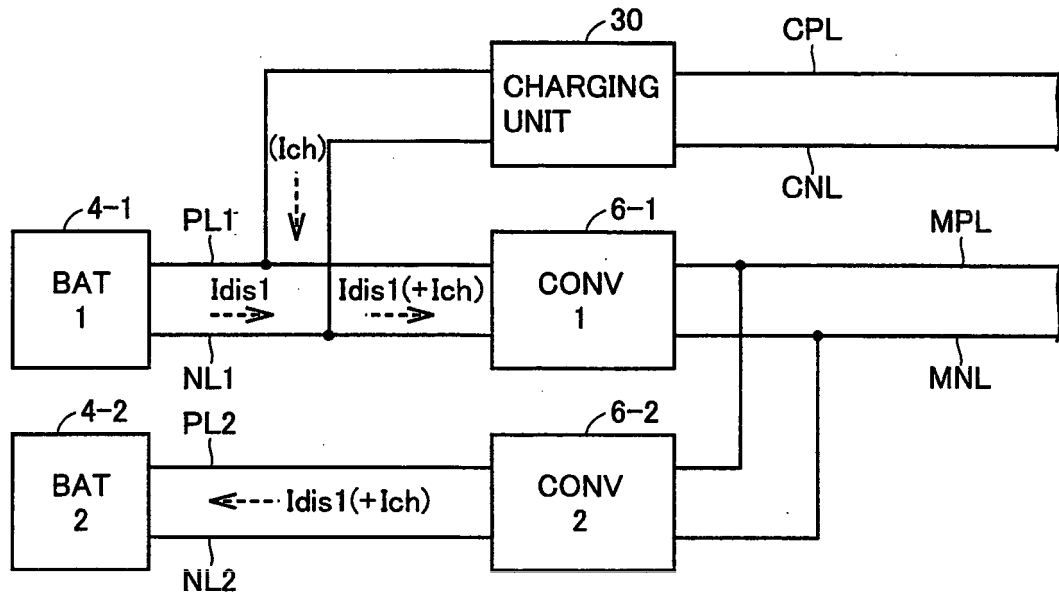 30
CPL
CHARGING
UNIT
(Ich)
CNL
4-1
PL1
6-1
MPL
BAT
1
Idis1
Idis1(+Ich)
CONV
1
NL1
MNL
4-2
PL2
6-2
BAT
2
Idis1(+Ich)
CONV
2
NL2